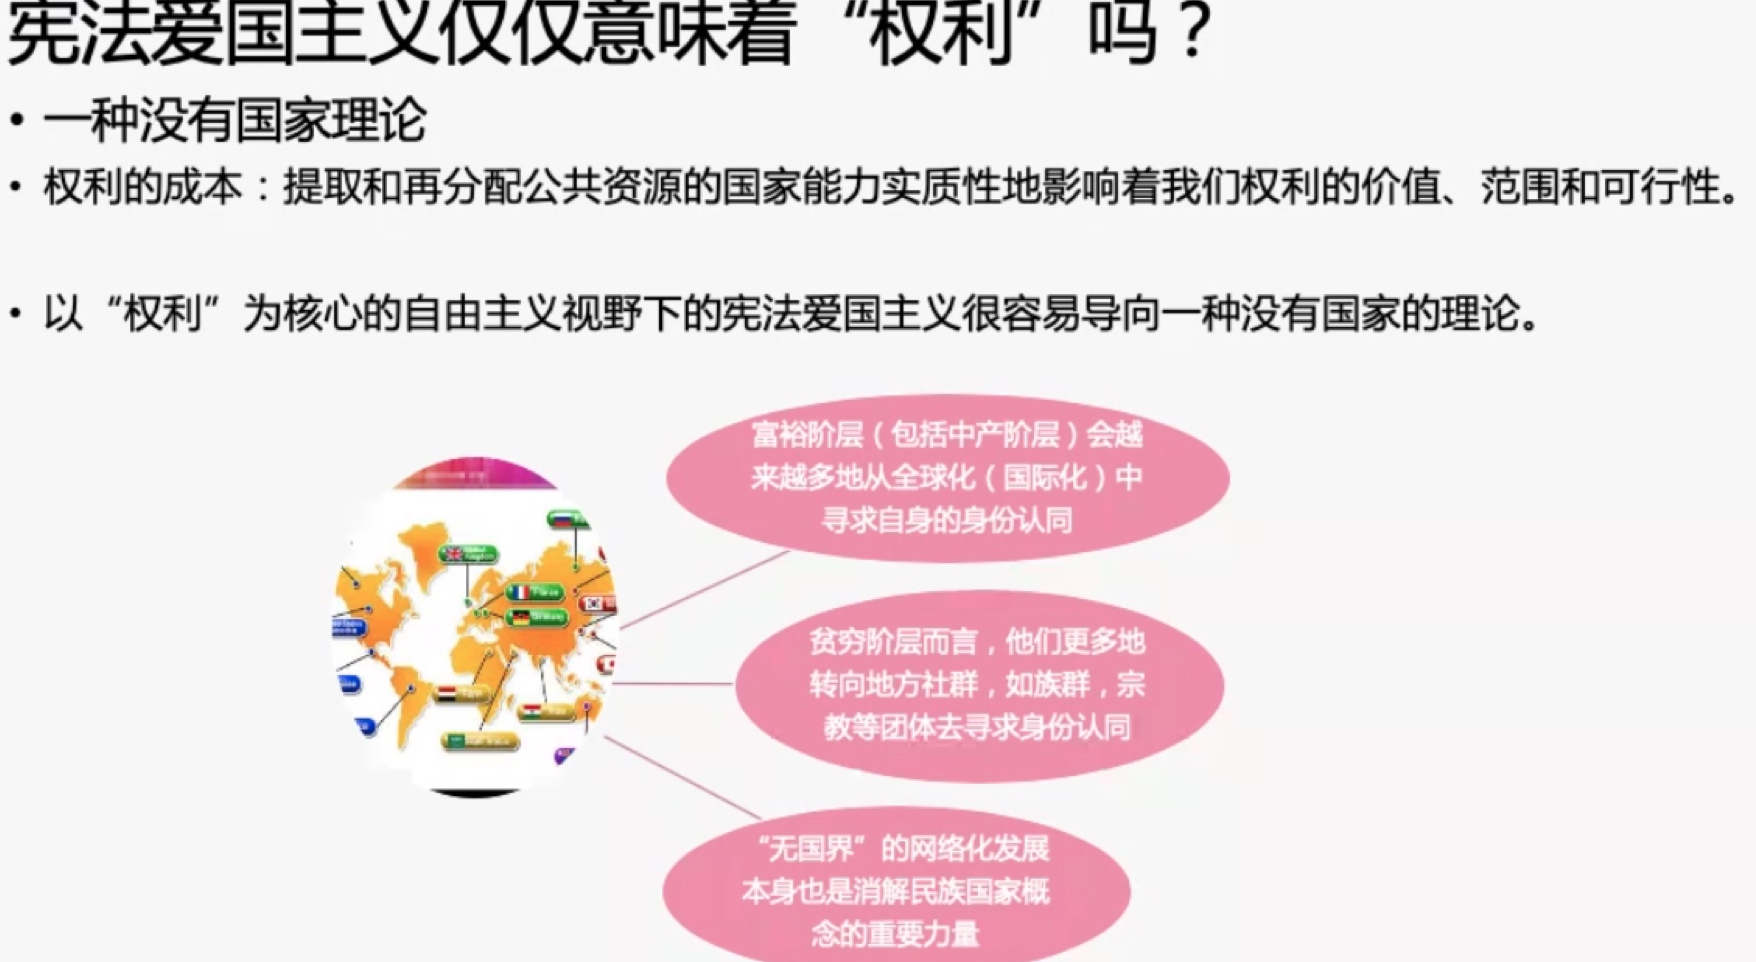 宪法爱国主义仅仅意味着“权利”吗？
• 一种没有国家理论
• 权利的成本：提取和再分配公共资源的国家能力实质性地影响着我们权利的价值、范围和可行性。
• 以“权利”为核心的自由主义视野下的宪法爱国主义很容易导向一种没有国家的理论。
富裕阶层（包括中产阶层）会越
来越多地从全球化（国际化）中
寻求自身的身份认同
贫穷阶层而言，他们更多地
转向地方社群，如族群，宗
教等团体去寻求身份认同
“无国界”的网络化发展
本身也是消解民族国家概
念的重要力量